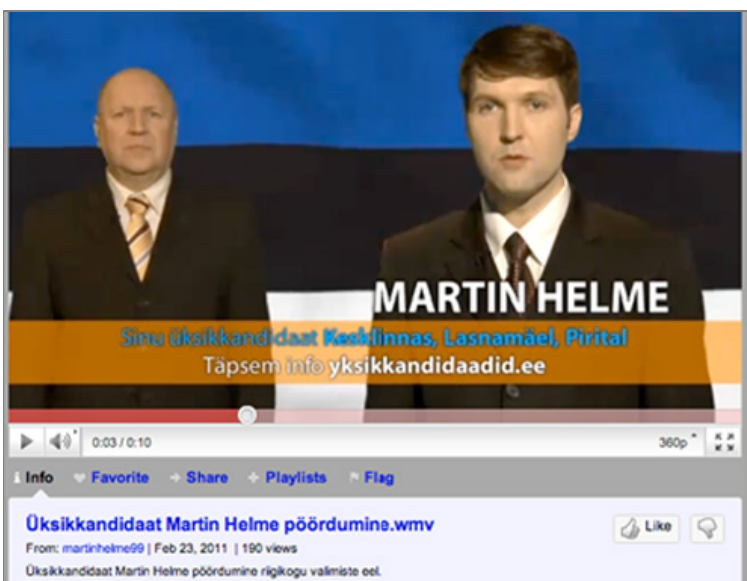 MARTIN HELME
Sinu üksikkandidaat Kesklinnas, Lasnamäel, Pirital
Täpsem info yksikkandidaadid.ee
0:03 / 0:10
360p
Info Favorite Share Playlists Flag
Üksikkandidaat Martin Helme pöördumine.wmv
Like
From: martinhelme99 | Feb 23, 2011 | 190 views
Üksikkandidaat Martin Helme pöördumine riigikogu valimiste eel.